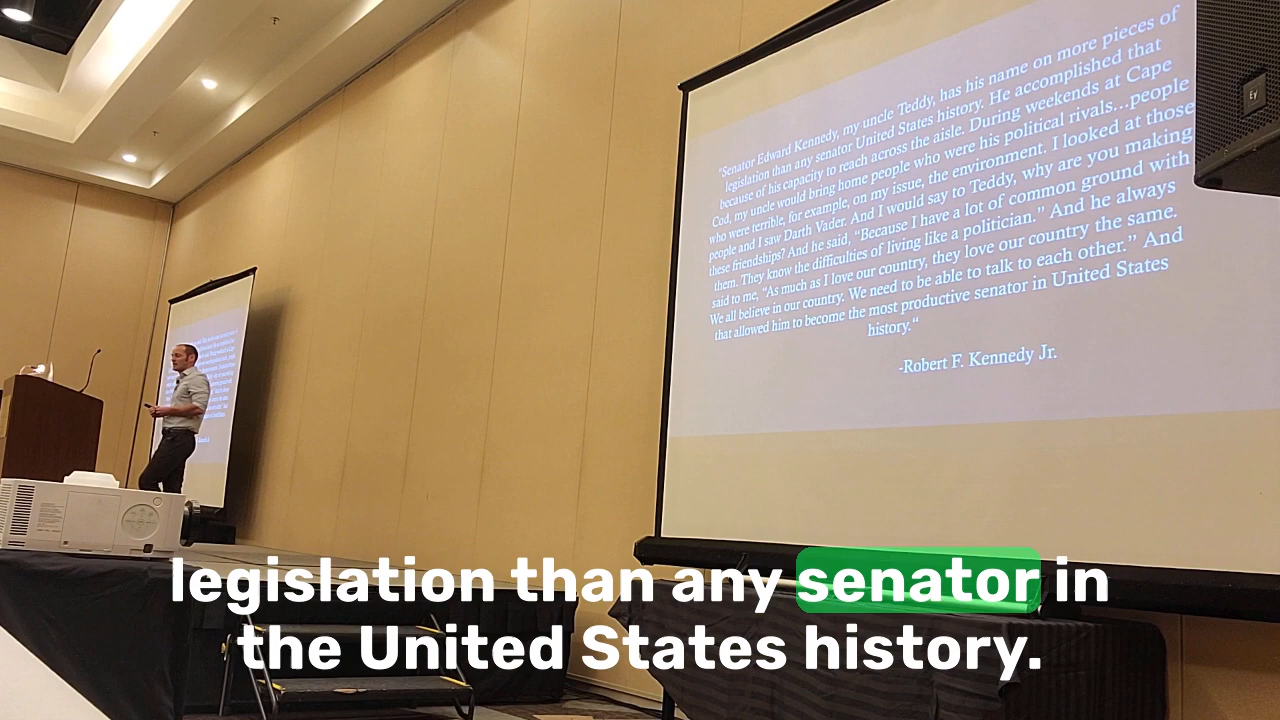 "Senator Edward Kennedy, my uncle Teddy, has his name on more pieces of
legislation than any senator United States history. He accomplished that
because of his capacity to reach across the aisle. During weekends at Cape
Cod, my uncle would bring home people who were his political rivals...people
who were terrible, for example, on my issue, the environment. I looked at those
people and I saw Darth Vader. And I would say to Teddy, why are you making
these friendships? And he said, “Because I have a lot of common ground with
them. They know the difficulties of living like a politician.” And he always
said to me, “As much as I love our country, they love our country the same.
We all believe in our country. We need to be able to talk to each other.” And
that allowed him to become the most productive senator in United States
history.“
-Robert F. Kennedy Jr.
legislation than any senator in
the United States history.